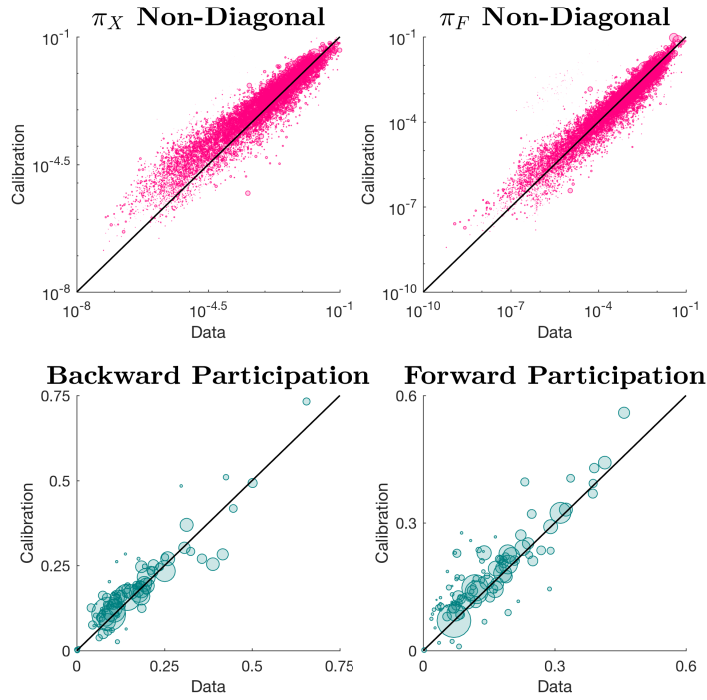 π_X Non-Diagonal
10^-1
10^-4.5
10^-8
Calibration
10^-8
10^-4.5
10^-1
Data
π_F Non-Diagonal
10^-1
10^-4
10^-7
10^-10
Calibration
10^-10
10^-7
10^-4
10^-1
Data
Backward Participation
0.75
0.5
0.25
0
Calibration
0
0.25
0.5
0.75
Data
Forward Participation
0.6
0.3
0
Calibration
0
0.3
0.6
Data